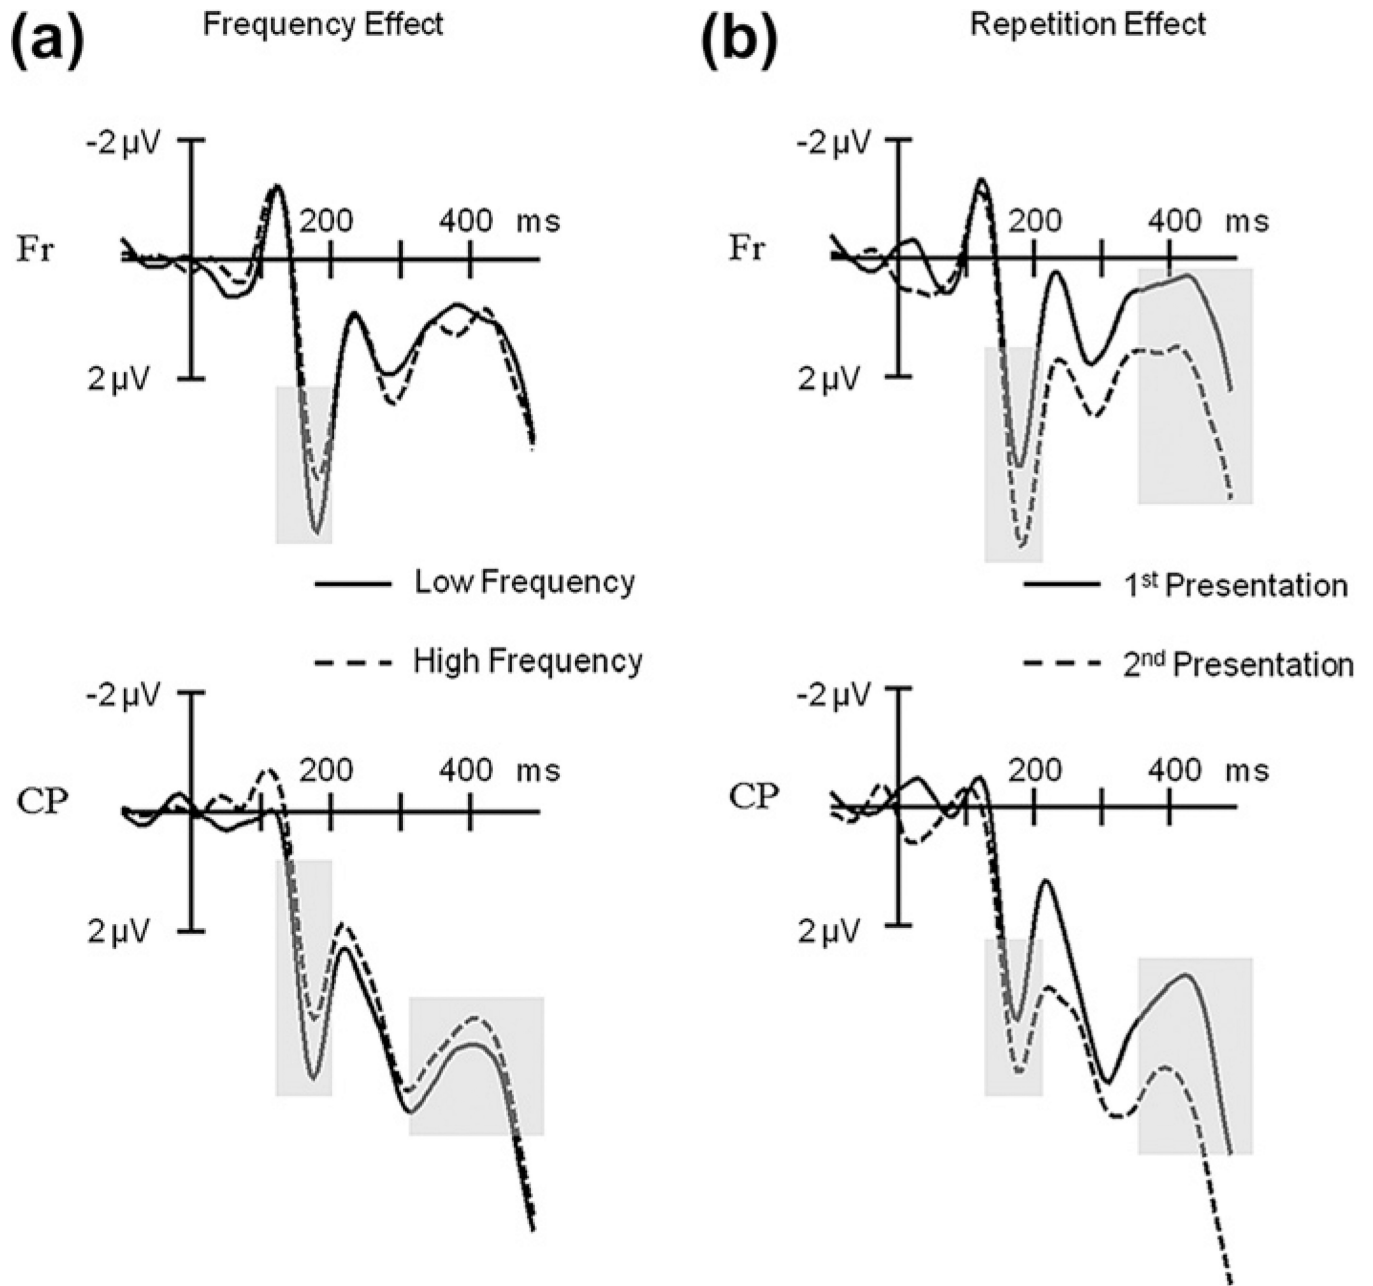 (a) Frequency Effect
-2 µV
200 400 ms
Fr
2 µV
Low Frequency
High Frequency
-2 µV
200 400 ms
CP
2 µV
(b) Repetition Effect
-2 µV
200 400 ms
Fr
2 µV
1st Presentation
2nd Presentation
-2 µV
200 400 ms
CP
2 µV